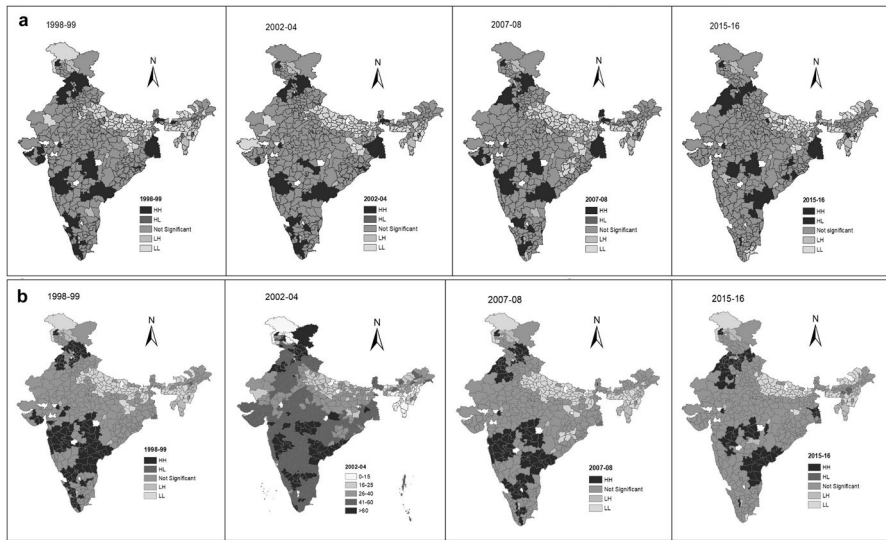 a
1998-99
N
1998-99
HH
HL
Not Significant
LH
LL
2002-04
N
2002-04
HH
HL
Not Significant
LH
LL
2007-08
N
2007-08
HH
HL
Not Significant
LH
LL
2015-16
N
2015-16
HH
HL
Not significant
LH
LL
b
1998-99
N
1998-99
HH
HL
Not Significant
LH
LL
2002-04
N
2002-04
0-15
16-25
26-40
41-60
>60
2007-08
N
2007-08
HH
Not Significant
LH
LL
2015-16
N
2015-16
HH
HL
Not Significant
LH
LL